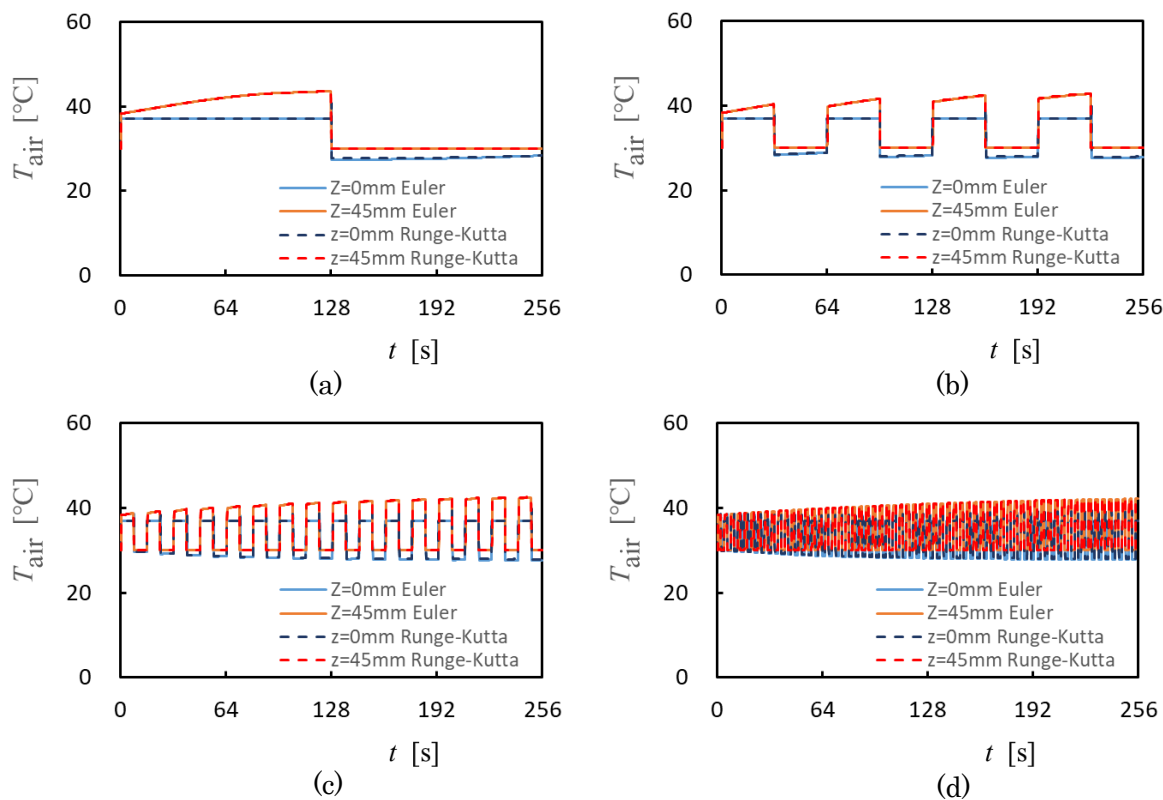 60
40
20
0
T_air [℃]
Z=0mm Euler
Z=45mm Euler
z=0mm Runge-Kutta
z=45mm Runge-Kutta
0 64 128 192 256
t [s]
(a)
60
40
20
0
T_air [℃]
Z=0mm Euler
Z=45mm Euler
z=0mm Runge-Kutta
z=45mm Runge-Kutta
0 64 128 192 256
t [s]
(b)
60
40
20
0
T_air [℃]
Z=0mm Euler
Z=45mm Euler
z=0mm Runge-Kutta
z=45mm Runge-Kutta
0 64 128 192 256
t [s]
(c)
60
40
20
0
T_air [℃]
Z=0mm Euler
Z=45mm Euler
z=0mm Runge-Kutta
z=45mm Runge-Kutta
0 64 128 192 256
t [s]
(d)